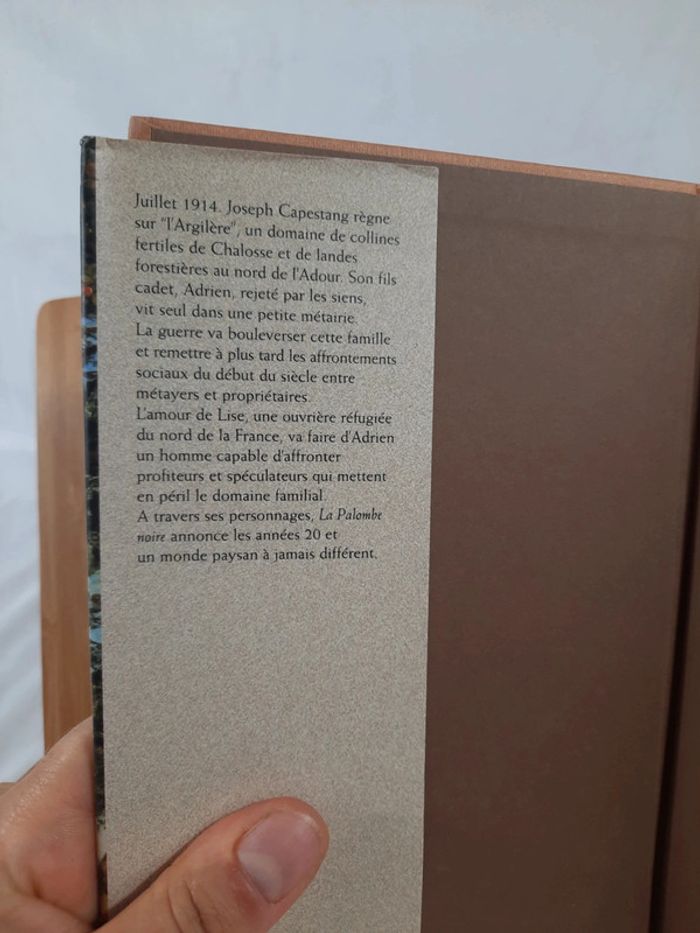 Juillet 1914. Joseph Capestang règne
sur "l'Argilère", un domaine de collines
fertiles de Chalosse et de landes
forestières au nord de l'Adour. Son fils
cadet, Adrien, rejeté par les siens,
vit seul dans une petite métairie.
La guerre va bouleverser cette famille
et remettre à plus tard les affrontements
sociaux du début du siècle entre
métayers et propriétaires.
L'amour de Lise, une ouvrière réfugiée
du nord de la France, va faire d'Adrien
un homme capable d'affronter
profiteurs et spéculateurs qui mettent
en péril le domaine familial.
A travers ses personnages, La Palombe
noire annonce les années 20 et
un monde paysan à jamais différent.